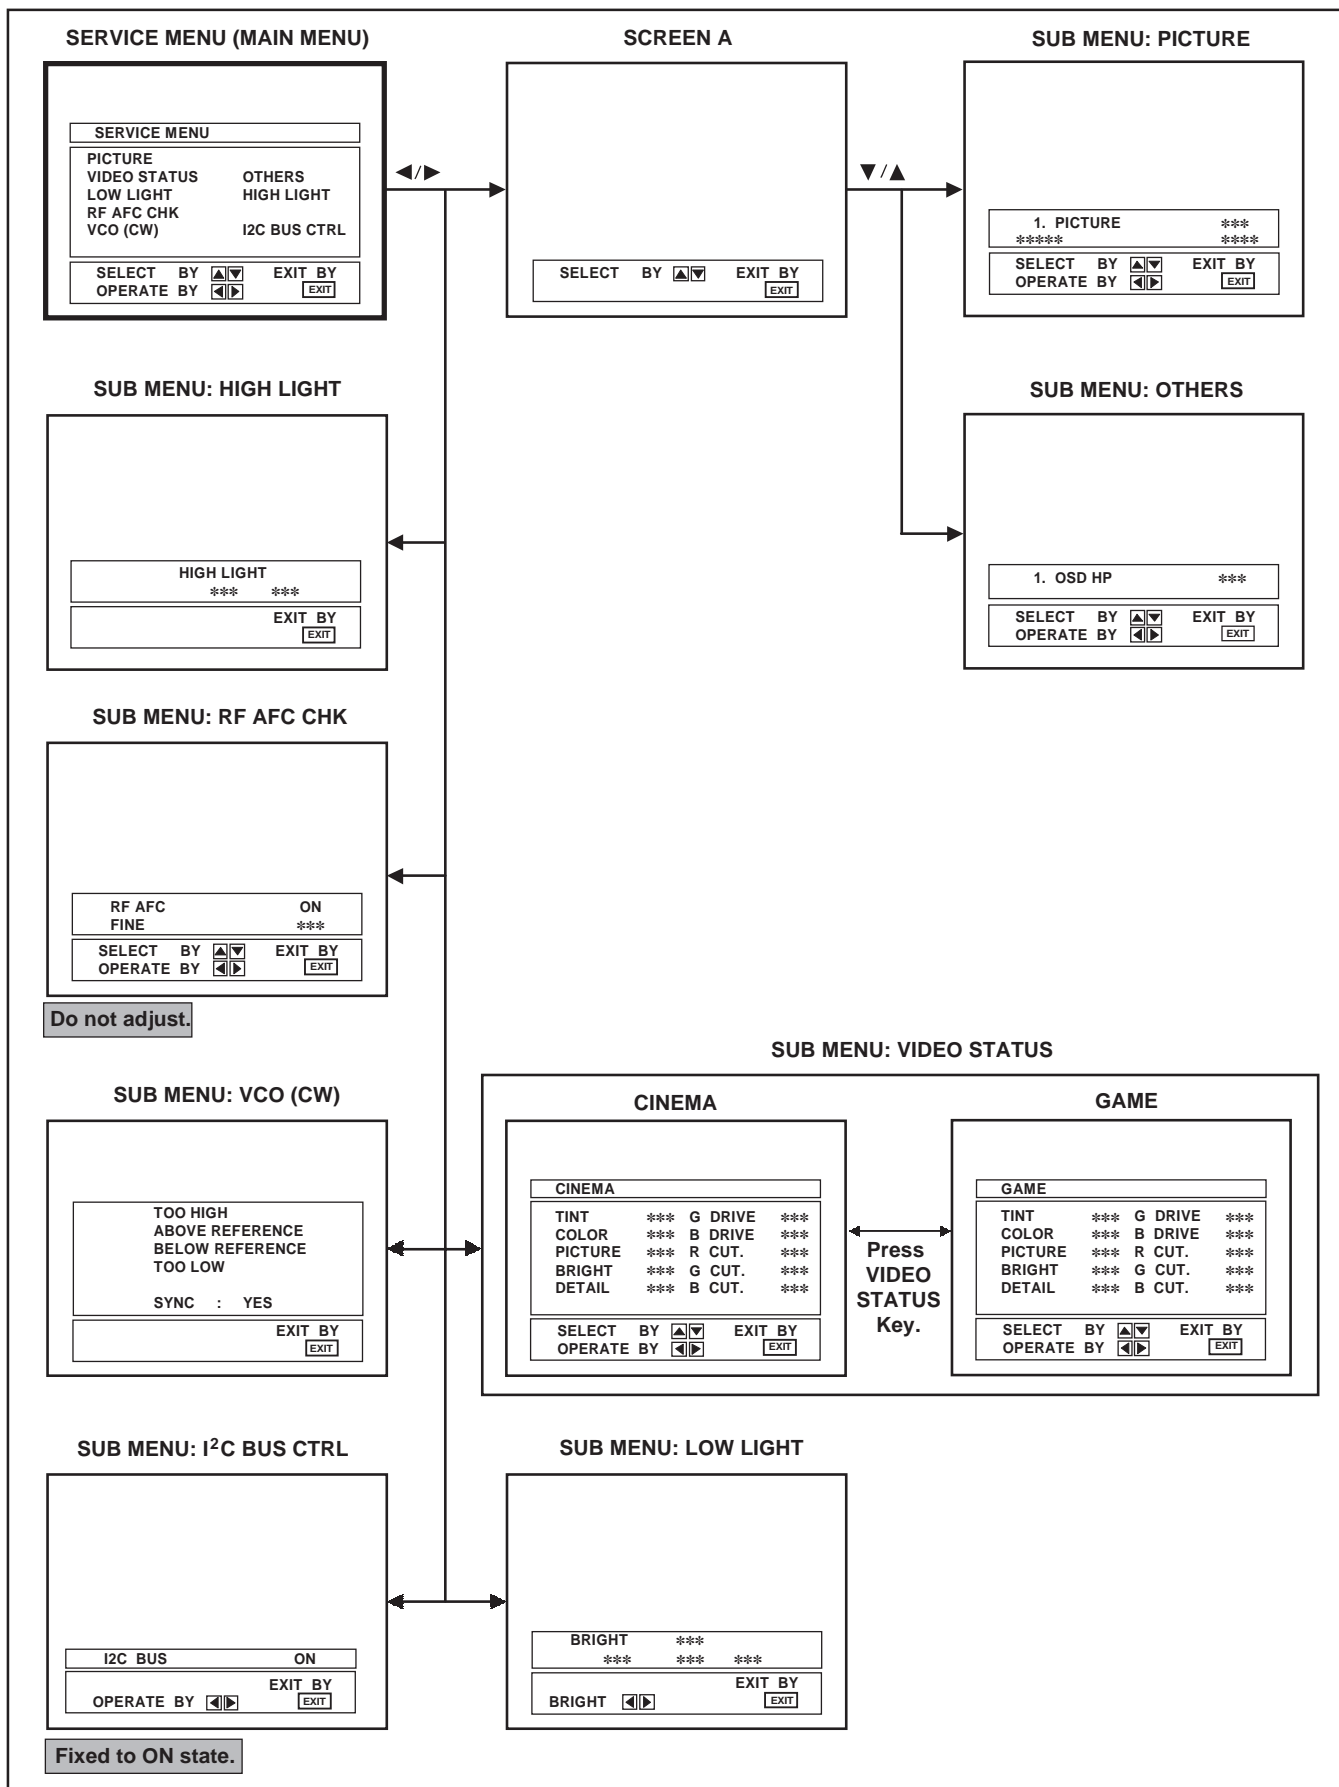 SERVICE MENU (MAIN MENU)
SERVICE MENU
PICTURE
VIDEO STATUS OTHERS
LOW LIGHT HIGH LIGHT
RF AFC CHK
VCO (CW) I2C BUS CTRL
SELECT BY ▲▼ EXIT BY
OPERATE BY ◀▶ EXIT
◀/▶
SCREEN A
SELECT BY ▲▼ EXIT BY
EXIT
▼/▲
SUB MENU: PICTURE
1. PICTURE ***
***** ****
SELECT BY ▲▼ EXIT BY
OPERATE BY ◀▶ EXIT
SUB MENU: HIGH LIGHT
HIGH LIGHT
*** ***
EXIT BY
EXIT
SUB MENU: OTHERS
1. OSD HP ***
SELECT BY ▲▼ EXIT BY
OPERATE BY ◀▶ EXIT
SUB MENU: RF AFC CHK
RF AFC ON
FINE ***
SELECT BY ▲▼ EXIT BY
OPERATE BY ◀▶ EXIT
Do not adjust.
SUB MENU: VCO (CW)
TOO HIGH
ABOVE REFERENCE
BELOW REFERENCE
TOO LOW
SYNC : YES
EXIT BY
EXIT
SUB MENU: VIDEO STATUS
CINEMA
CINEMA
TINT *** G DRIVE ***
COLOR *** B DRIVE ***
PICTURE *** R CUT. ***
BRIGHT *** G CUT. ***
DETAIL *** B CUT. ***
SELECT BY ▲▼ EXIT BY
OPERATE BY ◀▶ EXIT
Press
VIDEO
STATUS
Key.
GAME
GAME
TINT *** G DRIVE ***
COLOR *** B DRIVE ***
PICTURE *** R CUT. ***
BRIGHT *** G CUT. ***
DETAIL *** B CUT. ***
SELECT BY ▲▼ EXIT BY
OPERATE BY ◀▶ EXIT
SUB MENU: I²C BUS CTRL
I2C BUS ON
EXIT BY
OPERATE BY ◀▶ EXIT
Fixed to ON state.
SUB MENU: LOW LIGHT
BRIGHT ***
*** *** ***
EXIT BY
BRIGHT ◀▶ EXIT